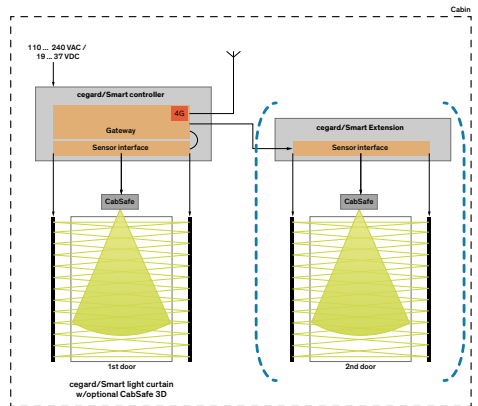 Cabin
110 ... 240 VAC /
19 ... 37 VDC
cegard/Smart controller
4G
Gateway
Sensor interface
cegard/Smart Extension
Sensor interface
CabSafe
CabSafe
1st door
2nd door
cegard/Smart light curtain
w/optional CabSafe 3D